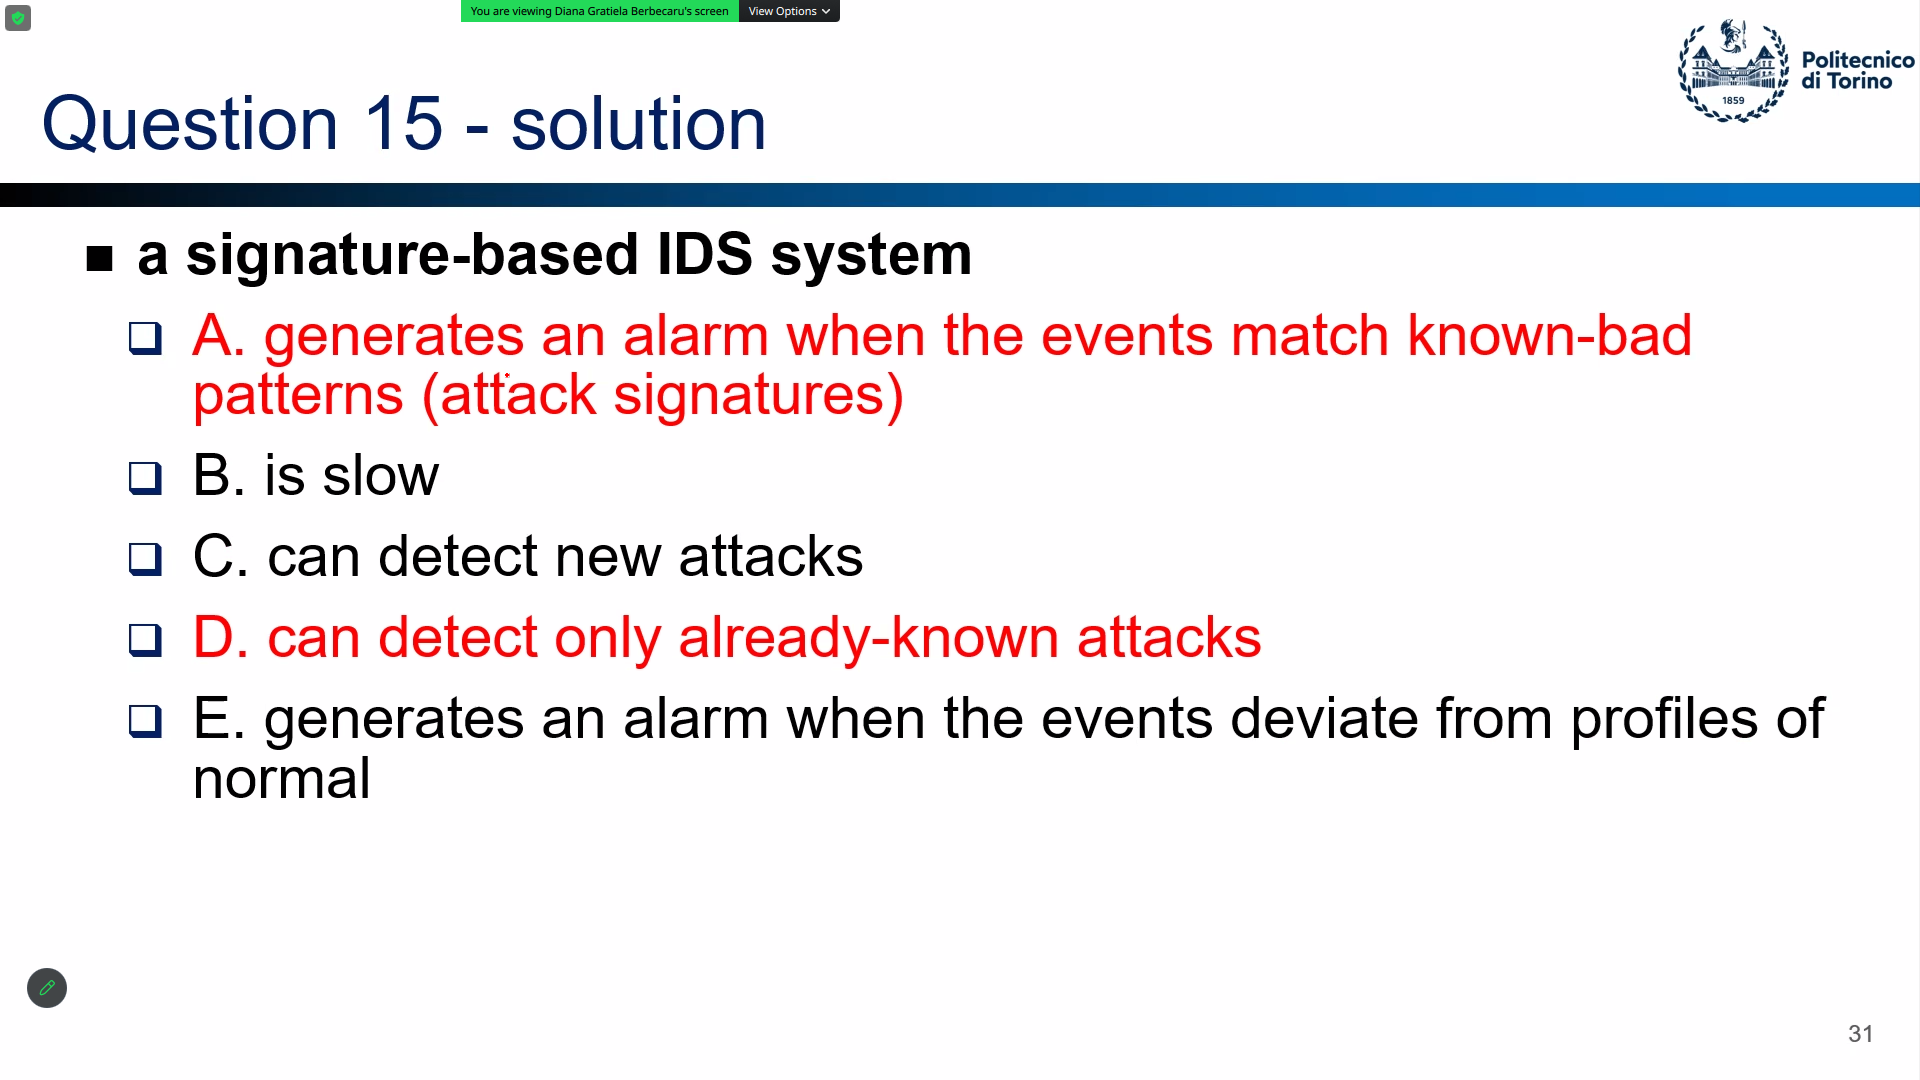 You are viewing Diana Gratiela Berbecaru's screen
View Options
Politecnico
di Torino
1859
Question 15 - solution
a signature-based IDS system
A. generates an alarm when the events match known-bad
patterns (attack signatures)
B. is slow
C. can detect new attacks
D. can detect only already-known attacks
E. generates an alarm when the events deviate from profiles of
normal
31